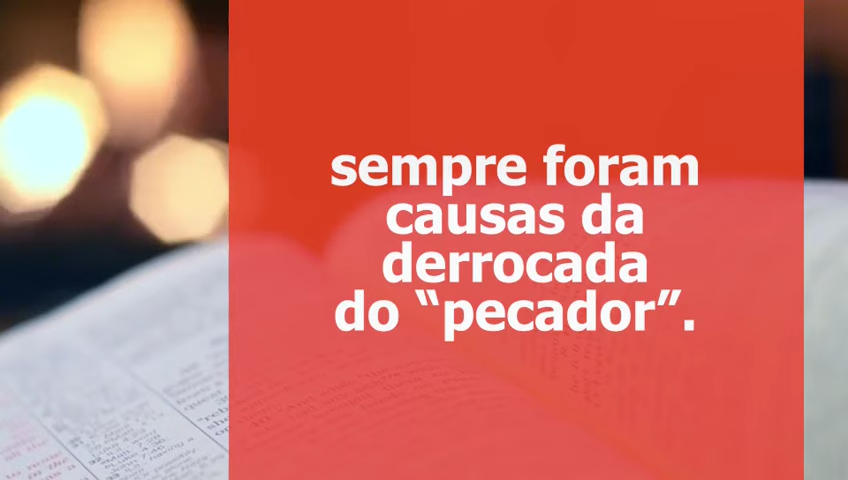 sempre foram
causas da
derrocada
do “pecador”.